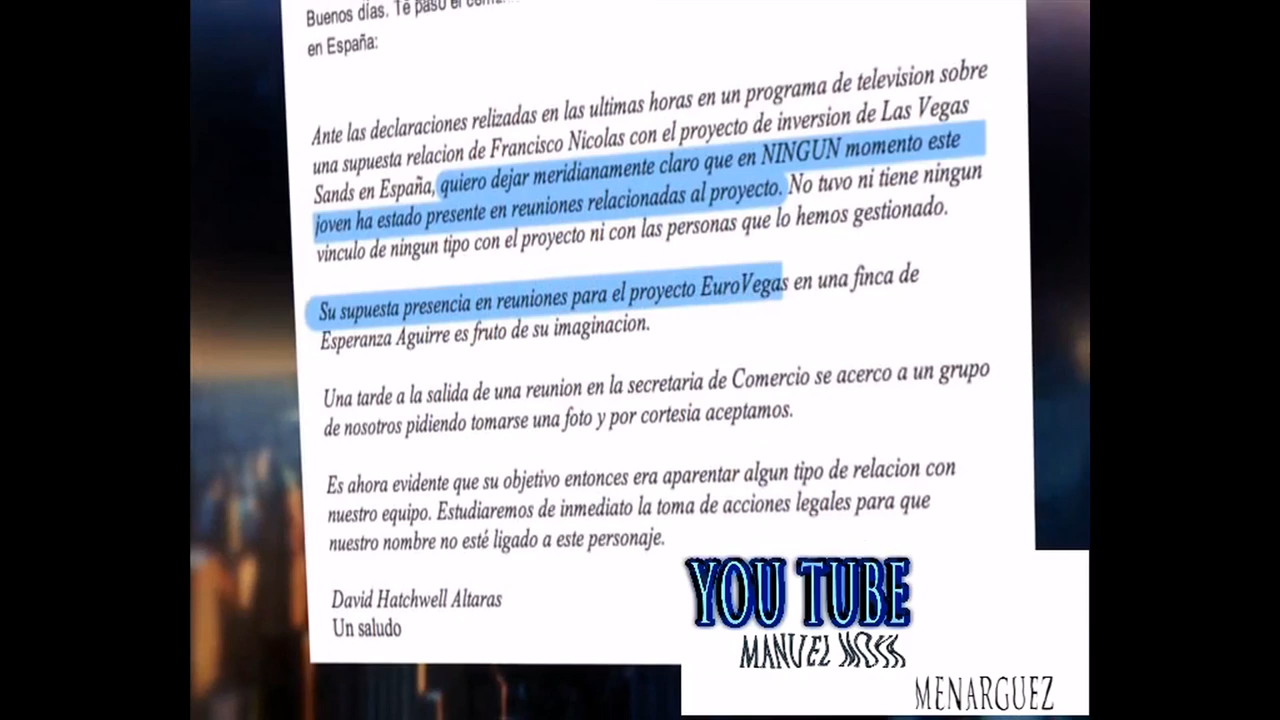 Buenos días. Te paso el
en España:
Ante las declaraciones relizadas en las ultimas horas en un programa de television sobre
una supuesta relacion de Francisco Nicolas con el proyecto de inversion de Las Vegas
Sands en España, quiero dejar meridianamente claro que en NINGUN momento este
joven ha estado presente en reuniones relacionadas al proyecto. No tuvo ni tiene ningun
vinculo de ningun tipo con el proyecto ni con las personas que lo hemos gestionado.
Su supuesta presencia en reuniones para el proyecto EuroVegas en una finca de
Esperanza Aguirre es fruto de su imaginacion.
Una tarde a la salida de una reunion en la secretaria de Comercio se acerco a un grupo
de nosotros pidiendo tomarse una foto y por cortesia aceptamos.
Es ahora evidente que su objetivo entonces era aparentar algun tipo de relacion con
nuestro equipo. Estudiaremos de inmediato la toma de acciones legales para que
nuestro nombre no esté ligado a este personaje.
David Hatchwell Altaras
Un saludo
YOU TUBE
MANUEL
MENARGUEZ